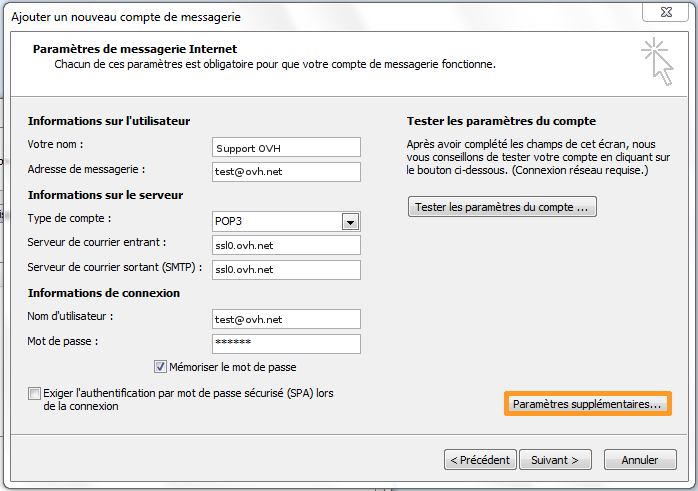 Ajouter un nouveau compte de messagerie
Paramètres de messagerie Internet
Chacun de ces paramètres est obligatoire pour que votre compte de messagerie fonctionne.
Informations sur l'utilisateur
Votre nom :
Support OVH
Adresse de messagerie :
test@ovh.net
Informations sur le serveur
Type de compte :
POP3
Serveur de courrier entrant :
ssl0.ovh.net
Serveur de courrier sortant (SMTP) :
ssl0.ovh.net
Informations de connexion
Nom d'utilisateur :
test@ovh.net
Mot de passe :
******
Mémoriser le mot de passe
Exiger l'authentification par mot de passe sécurisé (SPA) lors
de la connexion
Tester les paramètres du compte
Après avoir complété les champs de cet écran, nous
vous conseillons de tester votre compte en cliquant sur
le bouton ci-dessous. (Connexion réseau requise.)
Tester les paramètres du compte ...
Paramètres supplémentaires...
< Précédent
Suivant >
Annuler